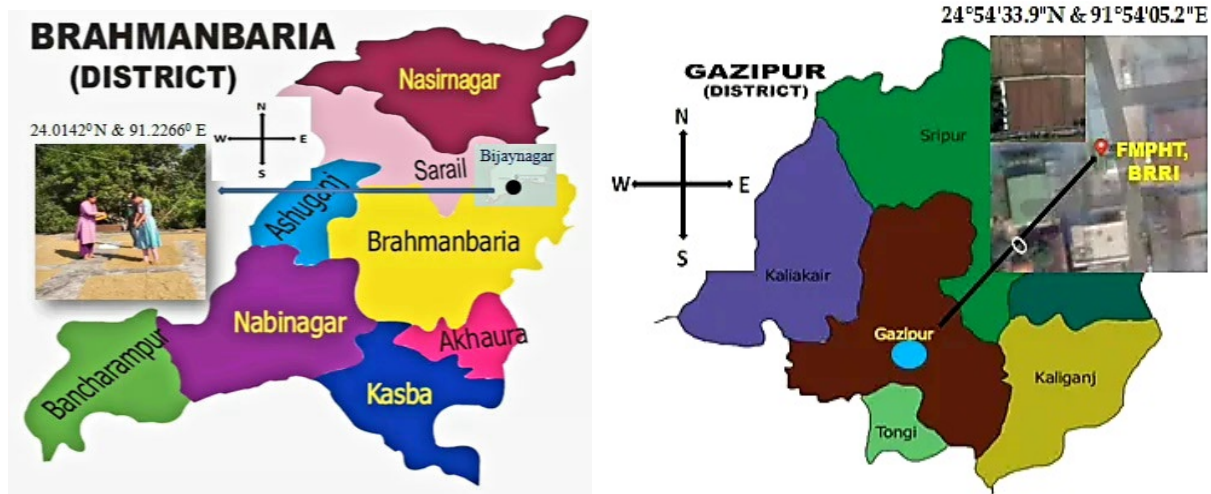 BRAHMANBARIA
(DISTRICT)
Nasirnagar
24.0142⁰ N & 91.2266⁰ E
N
W
E
S
Bijaynagar
Sarail
Ashuganj
Brahmanbaria
Nabinagar
Akhaura
Bancharampur
Kasba
24°54'33.9"N & 91°54'05.2"E
GAZIPUR
(DISTRICT)
N
W
E
S
Sripur
FMPHT,
BRRI
Kaliakair
Gazipur
Kaliganj
Tongi